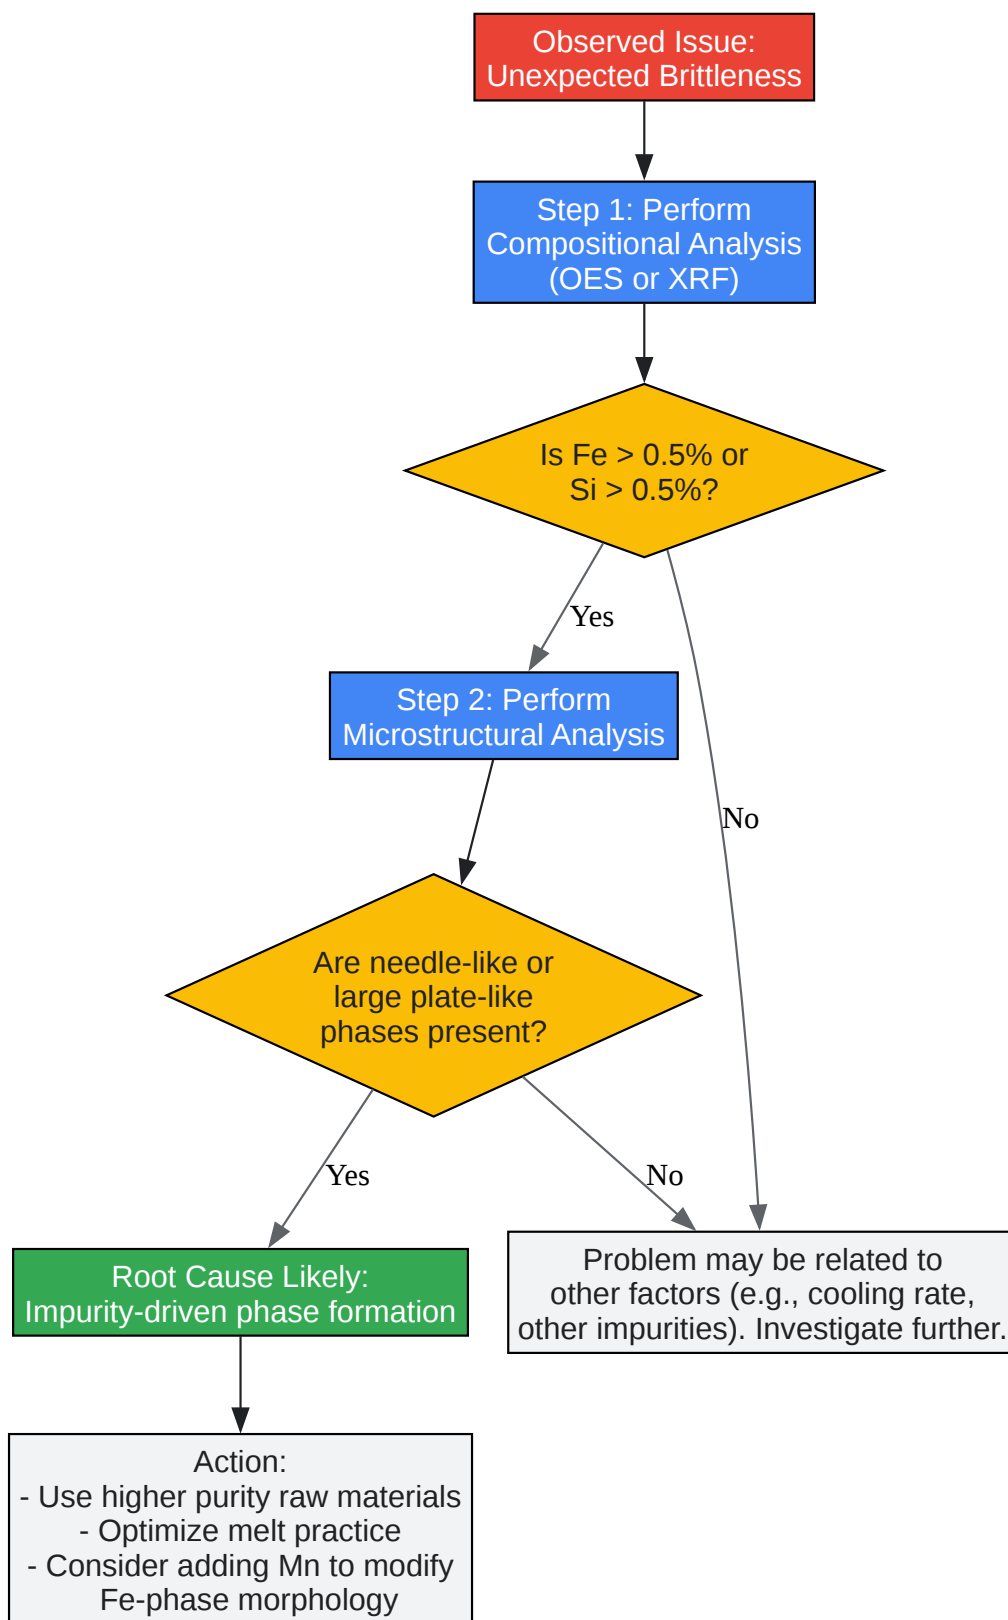 Observed Issue:
Unexpected Brittleness
Step 1: Perform
Compositional Analysis
(OES or XRF)
Is Fe > 0.5% or
Si > 0.5%?
Yes
Step 2: Perform
Microstructural Analysis
No
Are needle-like or
large plate-like
phases present?
Yes
No
Root Cause Likely:
Impurity-driven phase formation
Problem may be related to
other factors (e.g., cooling rate,
other impurities). Investigate further.
Action:
- Use higher purity raw materials
- Optimize melt practice
- Consider adding Mn to modify
Fe-phase morphology